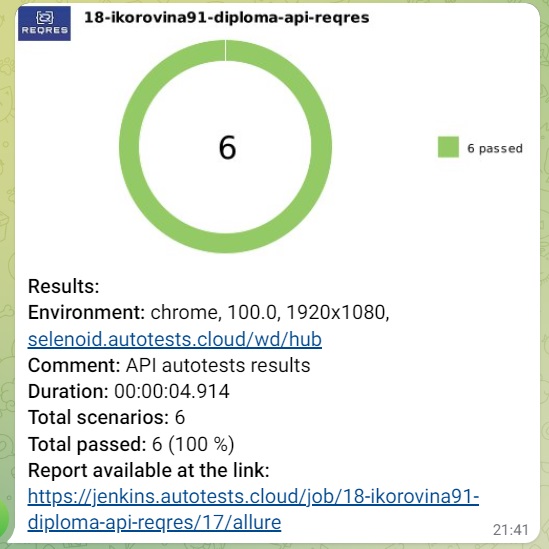 REQRES
18-ikorovina91-diploma-api-reqres
6
6 passed
Results:
Environment: chrome, 100.0, 1920x1080,
selenoid.autotests.cloud/wd/hub
Comment: API autotests results
Duration: 00:00:04.914
Total scenarios: 6
Total passed: 6 (100 %)
Report available at the link:
https://jenkins.autotests.cloud/job/18-ikorovina91-
diploma-api-reqres/17/allure
21:41